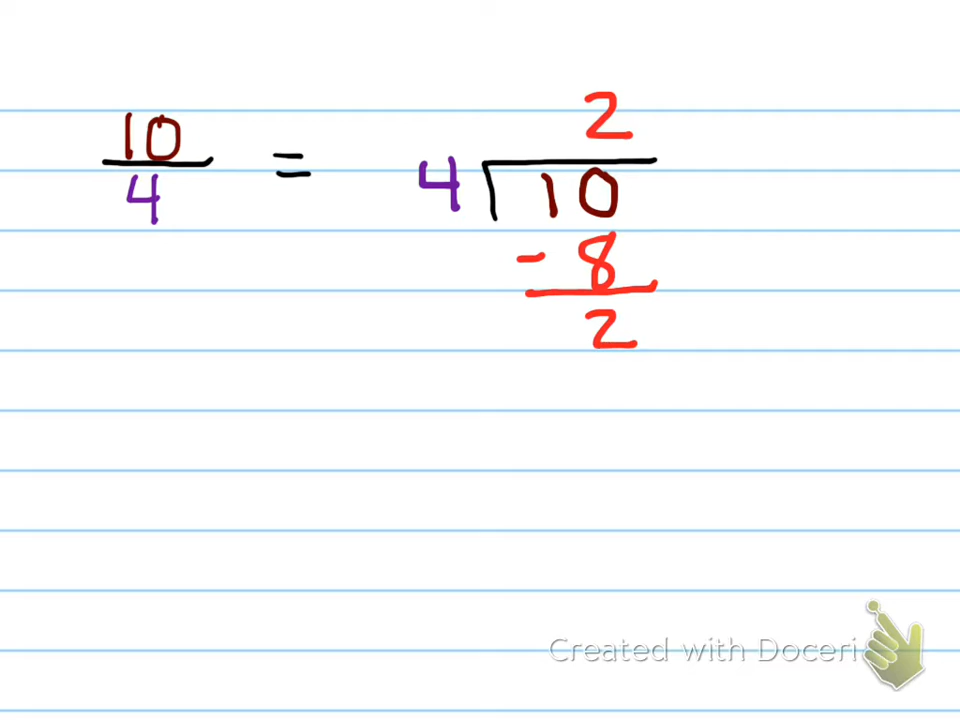 2
10/4 = 4⟌10
- 8
2
Created with Doceri